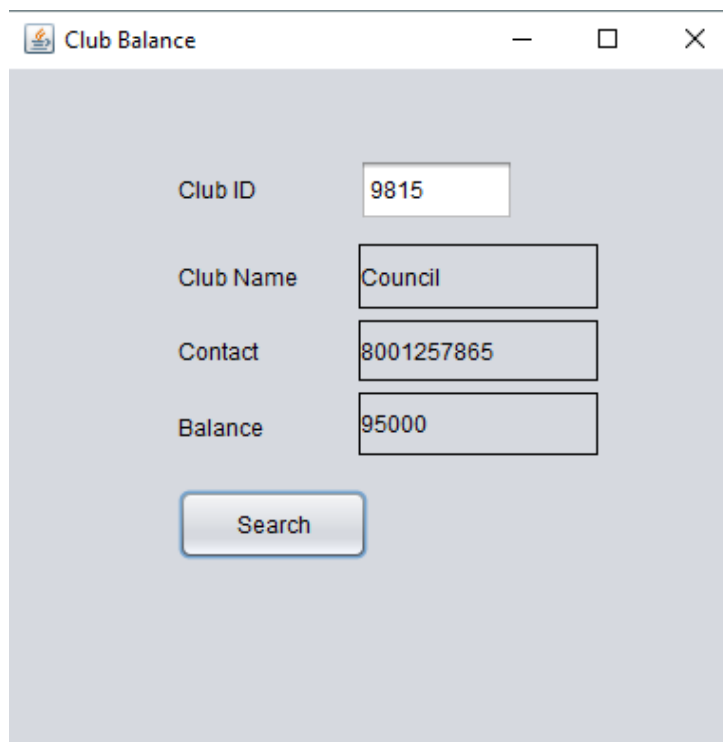 Club Balance
Club ID 9815
Club Name Council
Contact 8001257865
Balance 95000
Search